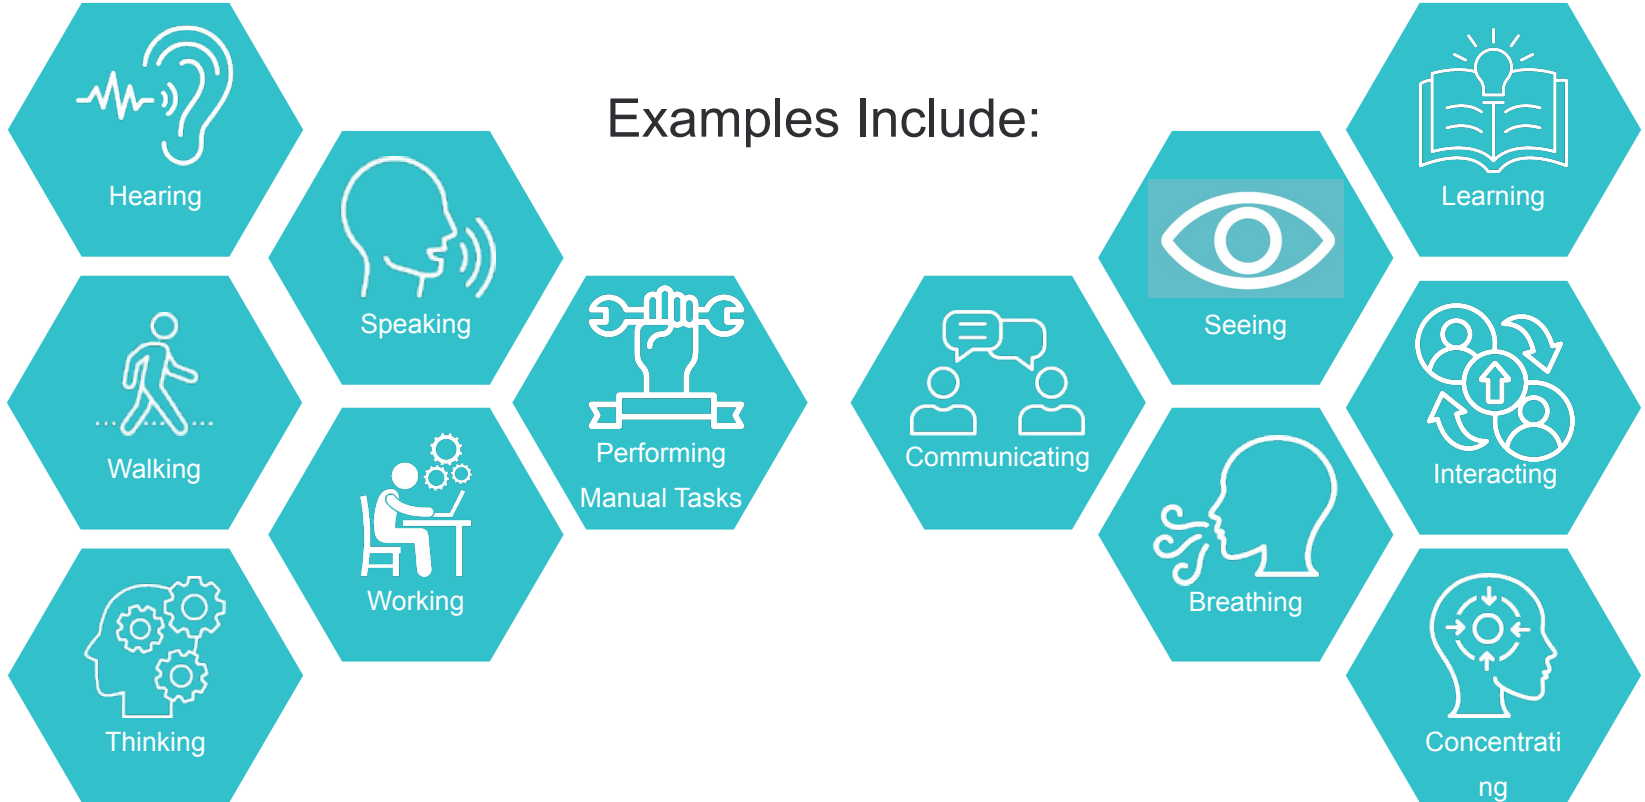 Examples Include:
Hearing
Speaking
Walking
Performing
Manual Tasks
Working
Thinking
Learning
Seeing
Communicating
Interacting
Breathing
Concentrati
ng